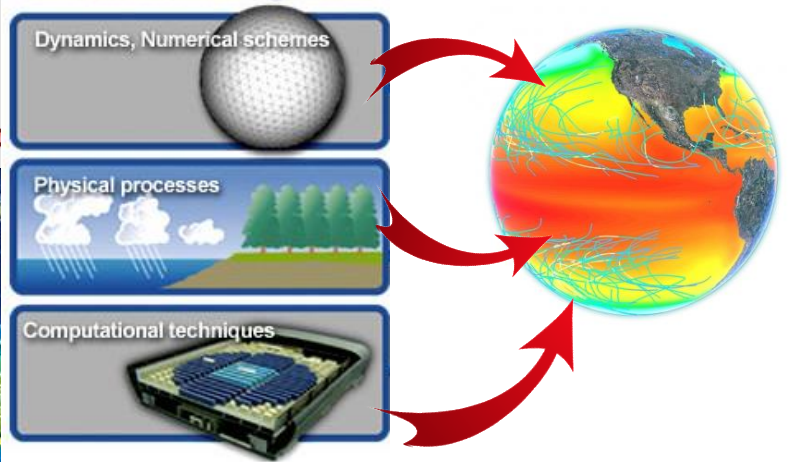 Dynamics, Numerical schemes
Physical processes
Computational techniques